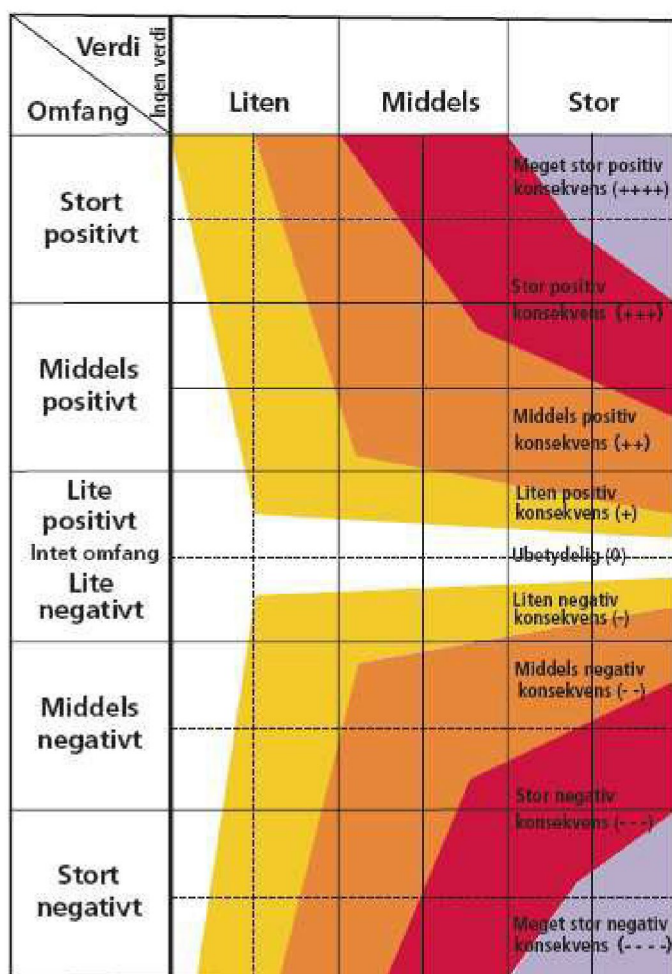 Verdi
Ingen verdi
Omfang
Liten
Middels
Stor
Stort
positivt
Meget stor positiv
konsekvens (++++)
Stor positiv
konsekvens (+++)
Middels
positivt
Middels positiv
konsekvens (++)
Lite
positivt
Intet omfang
Lite
negativt
Liten positiv
konsekvens (+)
Ubetydelig (0)
Liten negativ
konsekvens (-)
Middels
negativt
Middels negativ
konsekvens (- -)
Stor negativ
konsekvens (- - -)
Stort
negativt
Meget stor negativ
konsekvens (- - - -)